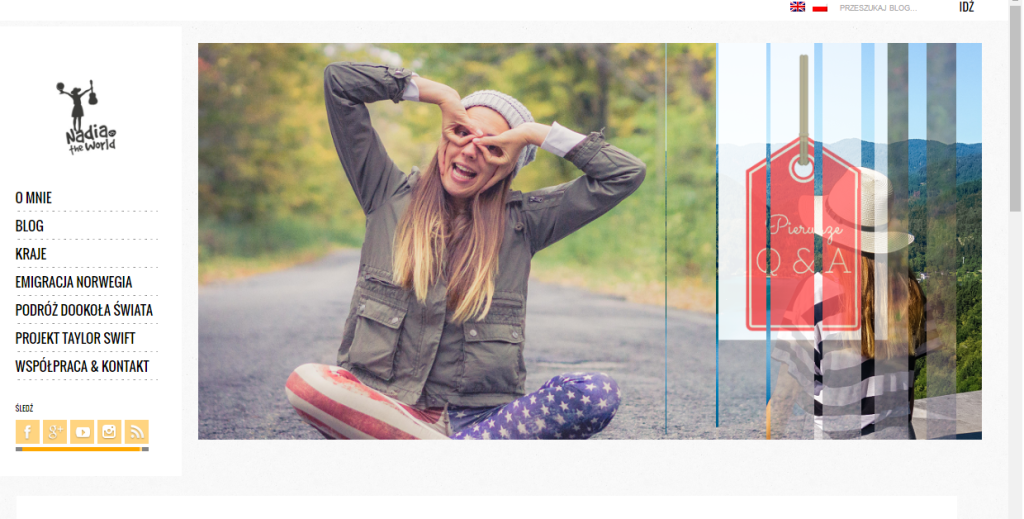 PRZESZUKAJ BLOG...
IDŹ
Nadia
the World
O MNIE
BLOG
KRAJE
EMIGRACJA NORWEGIA
PODRÓŻ DOOKOŁA ŚWIATA
PROJEKT TAYLOR SWIFT
WSPÓŁPRACA & KONTAKT
ŚLEDŹ
f
g+
You
Pierwsze
Q & A